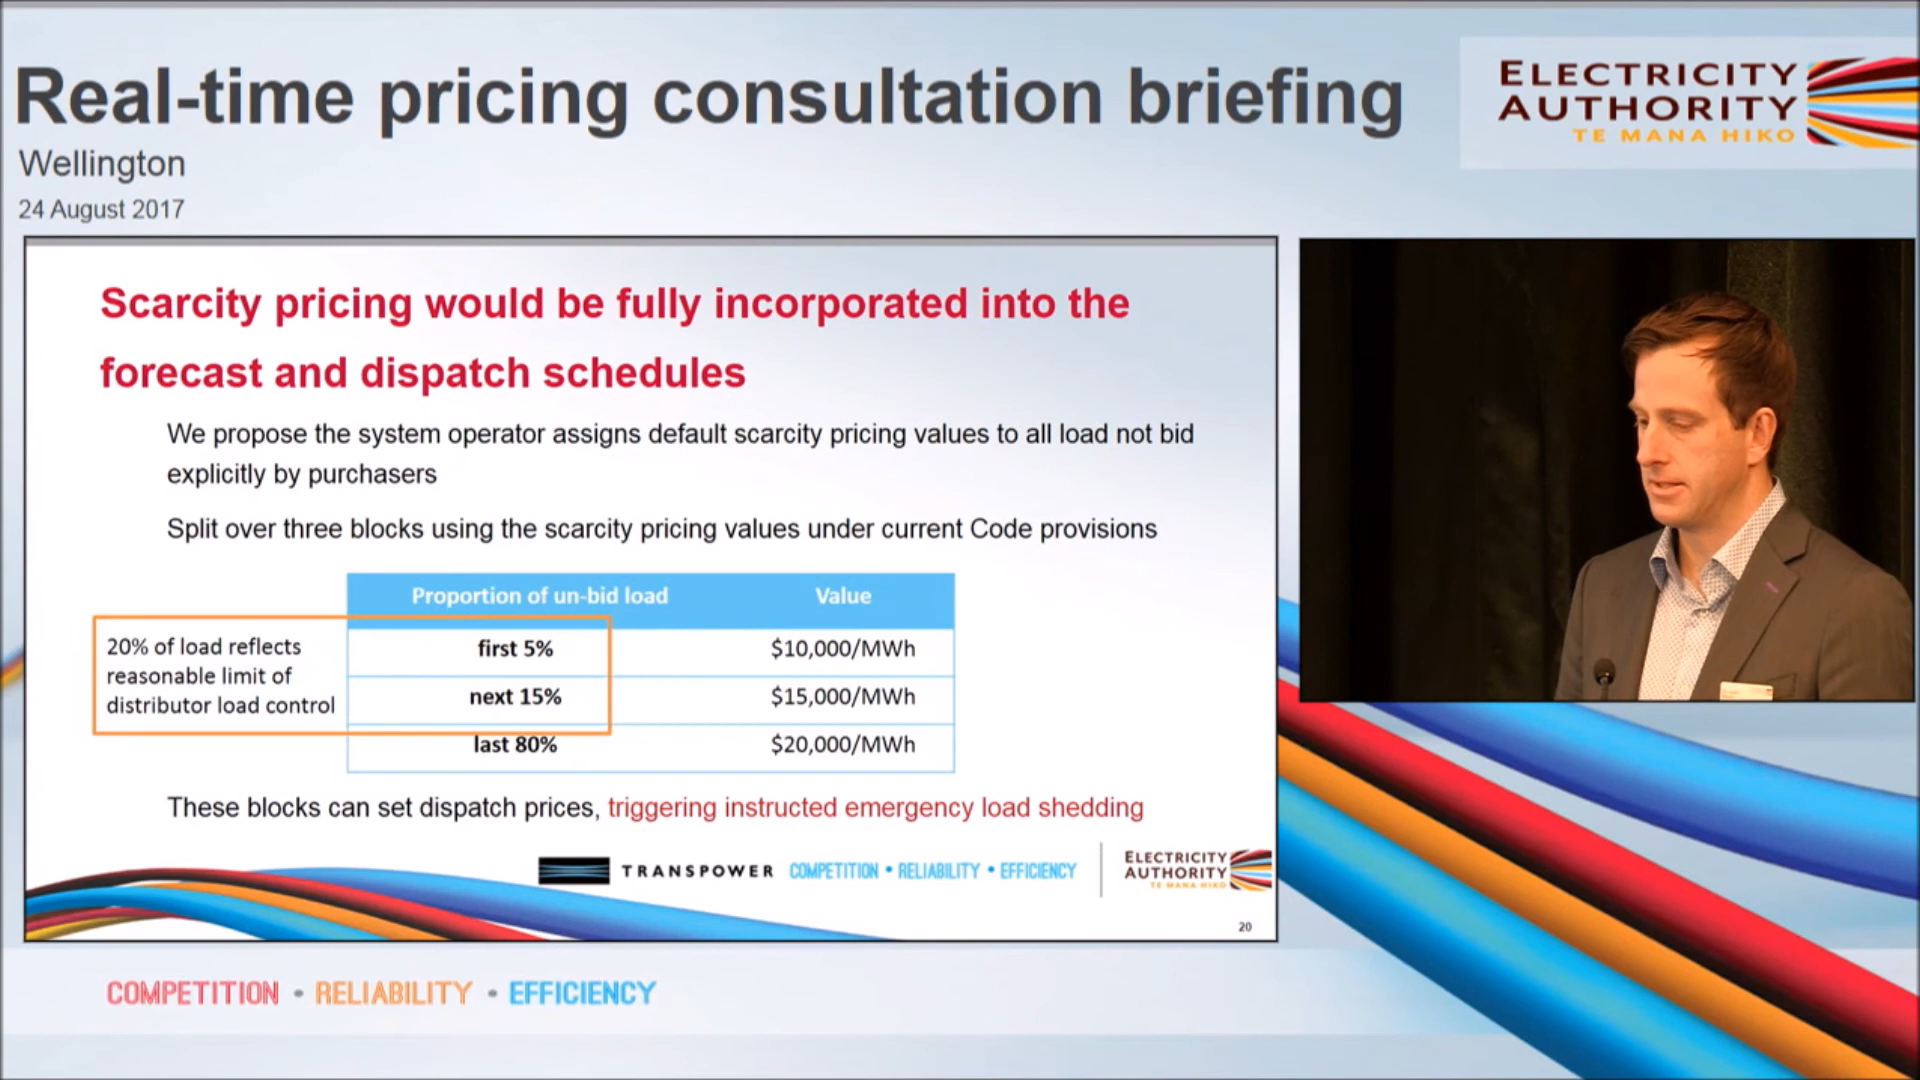 Real-time pricing consultation briefing
Wellington
24 August 2017
ELECTRICITY
AUTHORITY
TE MANA HIKO
Scarcity pricing would be fully incorporated into the
forecast and dispatch schedules
We propose the system operator assigns default scarcity pricing values to all load not bid
explicitly by purchasers
Split over three blocks using the scarcity pricing values under current Code provisions
Proportion of un-bid load Value
20% of load reflects
reasonable limit of
distributor load control
first 5% $10,000/MWh
next 15% $15,000/MWh
last 80% $20,000/MWh
These blocks can set dispatch prices, triggering instructed emergency load shedding
TRANSPOWER COMPETITION • RELIABILITY • EFFICIENCY
ELECTRICITY
AUTHORITY
TE MANA HIKO
20
COMPETITION • RELIABILITY • EFFICIENCY